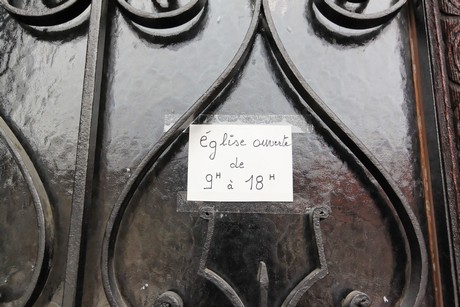 église ouverte
de
9H à 18H